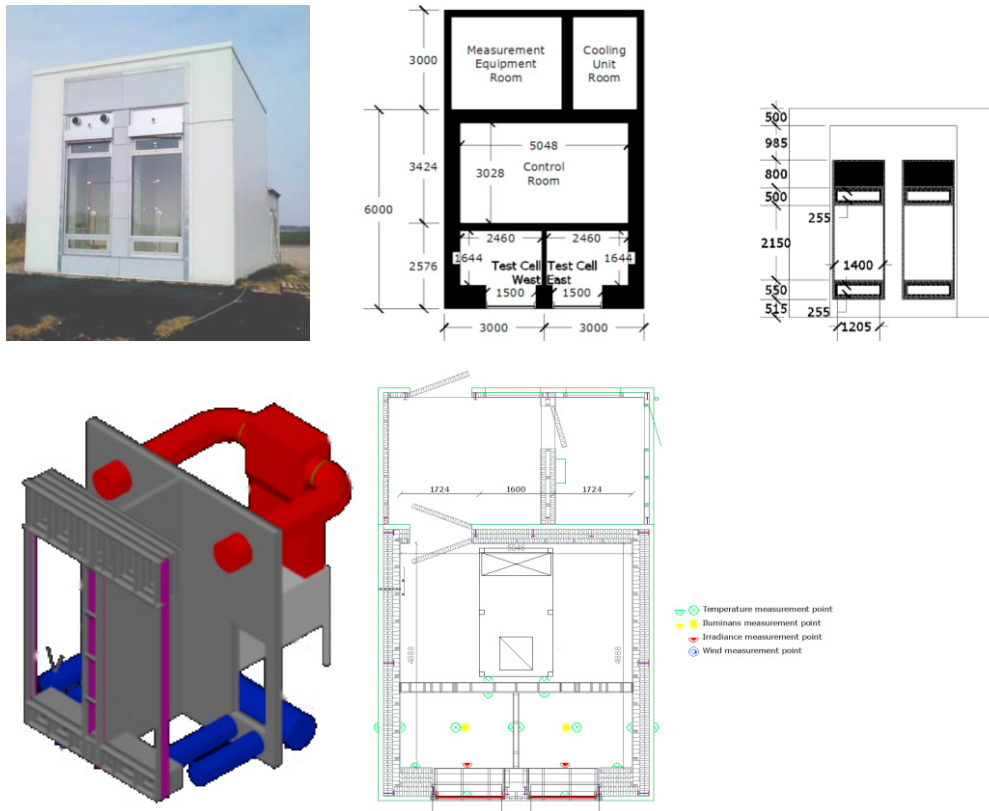 3000
Measurement
Equipment
Room
Cooling
Unit
Room
3424
6000
5048
3028
Control
Room
2576
2460
2460
1644
1644
Test Cell
West
Test Cell
East
1500
1500
3000
3000
500
985
800
500
255
2150
1400
550
515
255
1205
1724
1600
1724
5048
4888
4888
Temperature measurement point
Iluminans measurement point
Irradiance measurement point
Wind measurement point